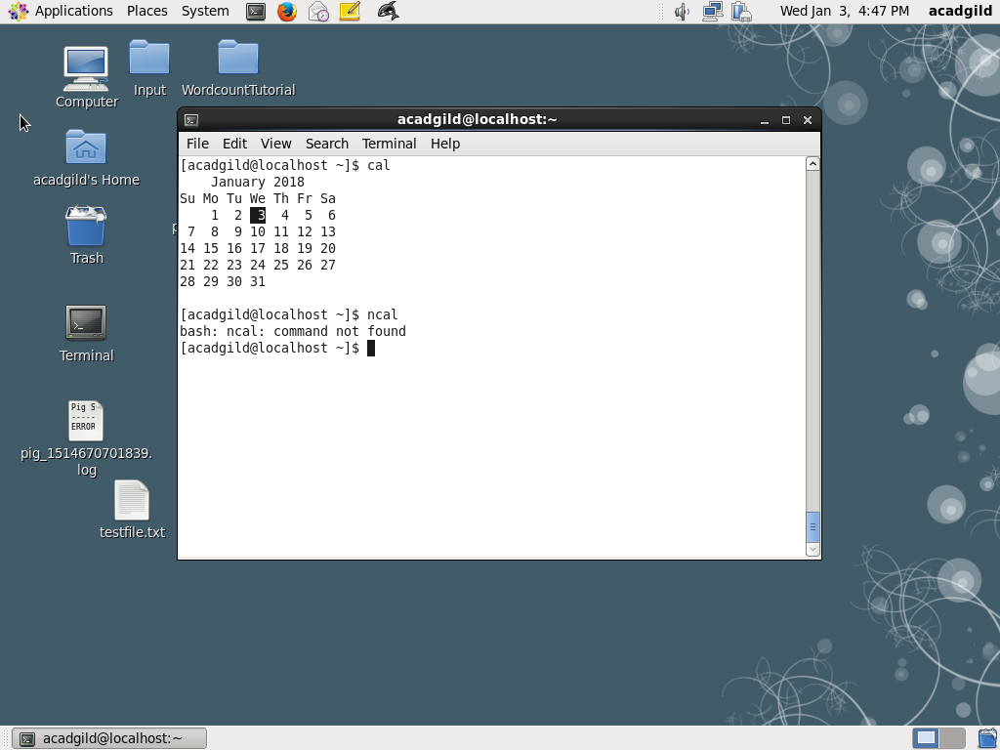 Applications Places System
Wed Jan 3, 4:47 PM acadgild
Computer
Input
WordcountTutorial
acadgild's Home
Trash
Terminal
Pig S
-----
ERROR
pig_1514670701839.
log
testfile.txt
acadgild@localhost:~
File Edit View Search Terminal Help
[acadgild@localhost ~]$ cal
January 2018
Su Mo Tu We Th Fr Sa
1 2 3 4 5 6
7 8 9 10 11 12 13
14 15 16 17 18 19 20
21 22 23 24 25 26 27
28 29 30 31
[acadgild@localhost ~]$ ncal
bash: ncal: command not found
[acadgild@localhost ~]$
acadgild@localhost:~